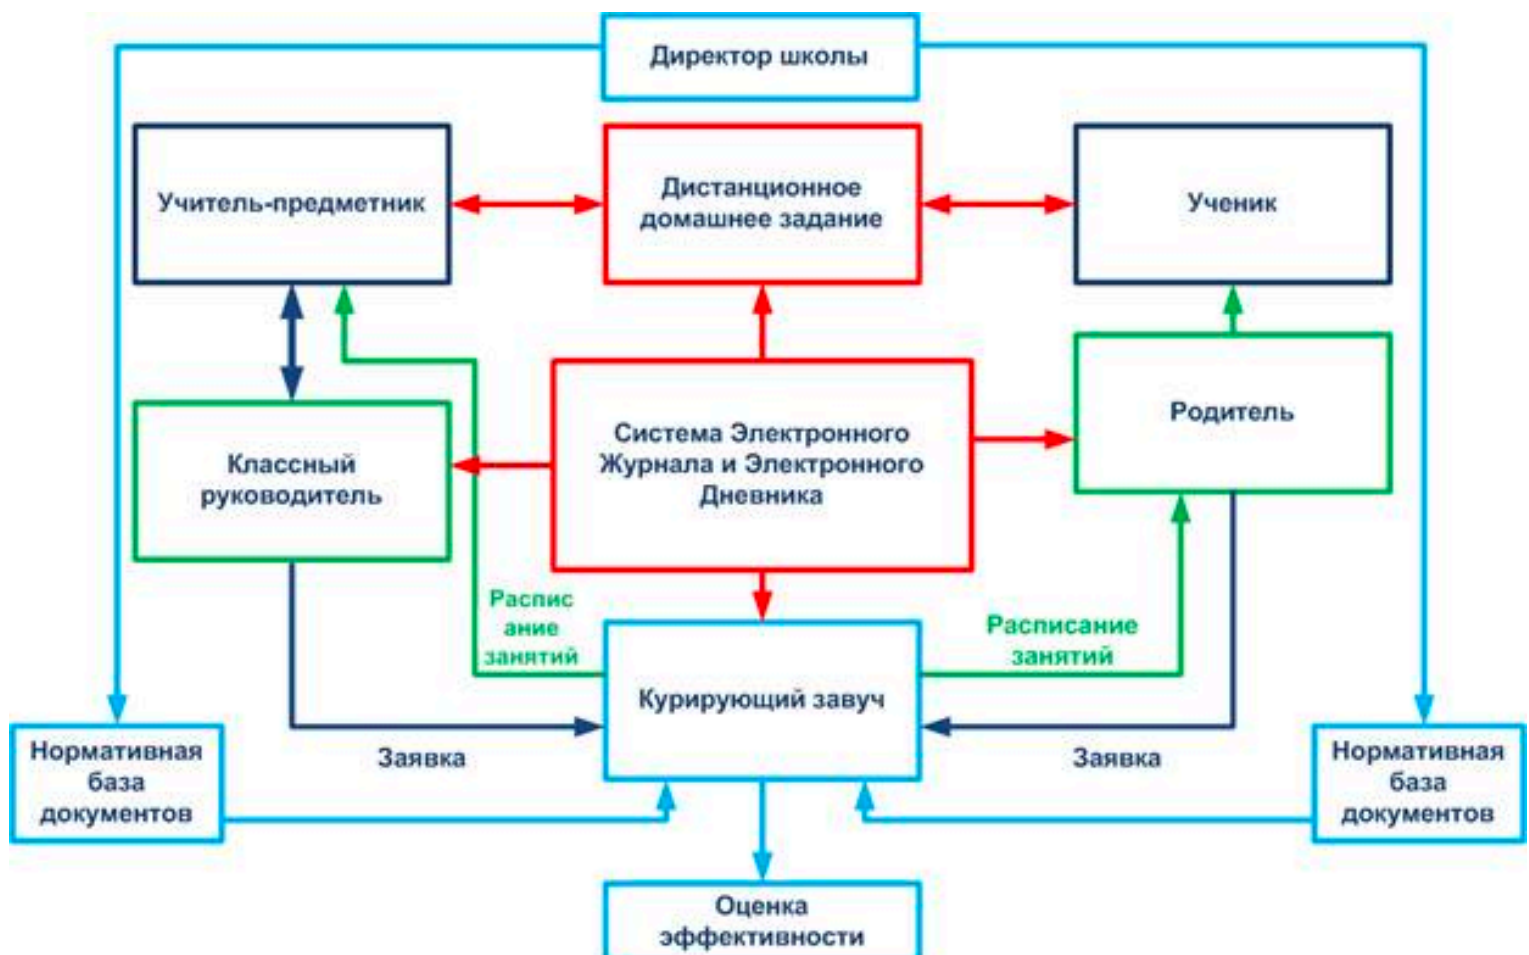 Директор школы
Учитель-предметник
Дистанционное
домашнее задание
Ученик
Классный
руководитель
Система Электронного
Журнала и Электронного
Дневника
Родитель
Распис
ание
занятий
Расписание
занятий
Курирующий завуч
Заявка
Заявка
Нормативная
база
документов
Нормативная
база
документов
Оценка
эффективности